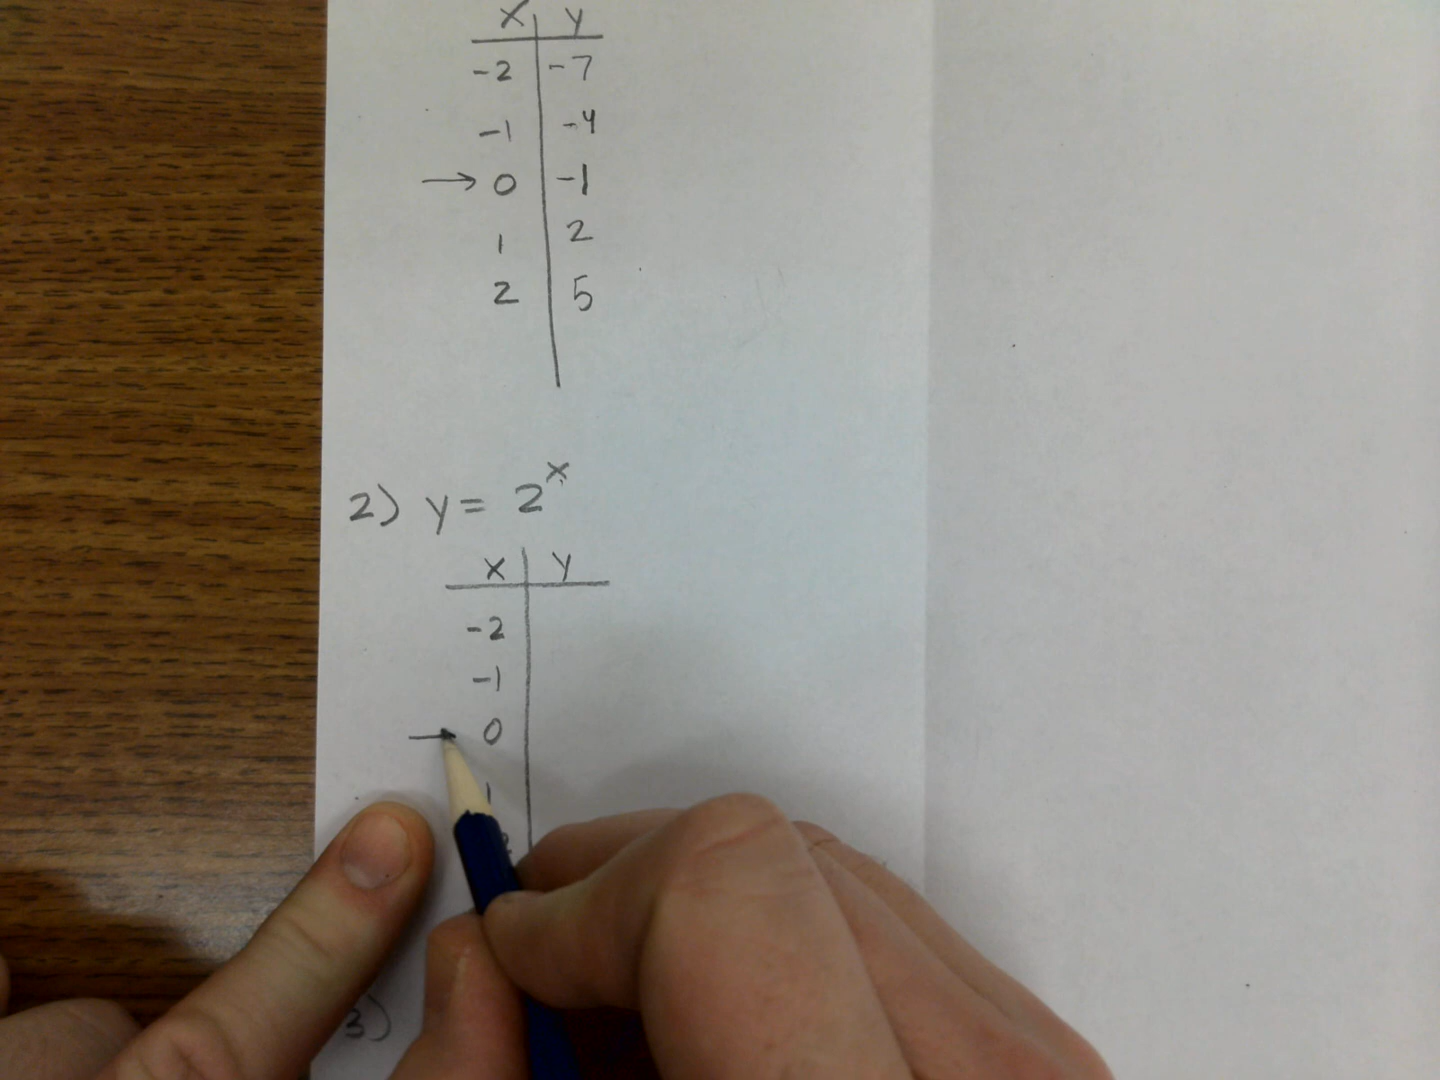 x y
-2 -7
-1 -4
→ 0 -1
1 2
2 5
2) y = 2^x
x y
-2
-1
→ 0
1
3)